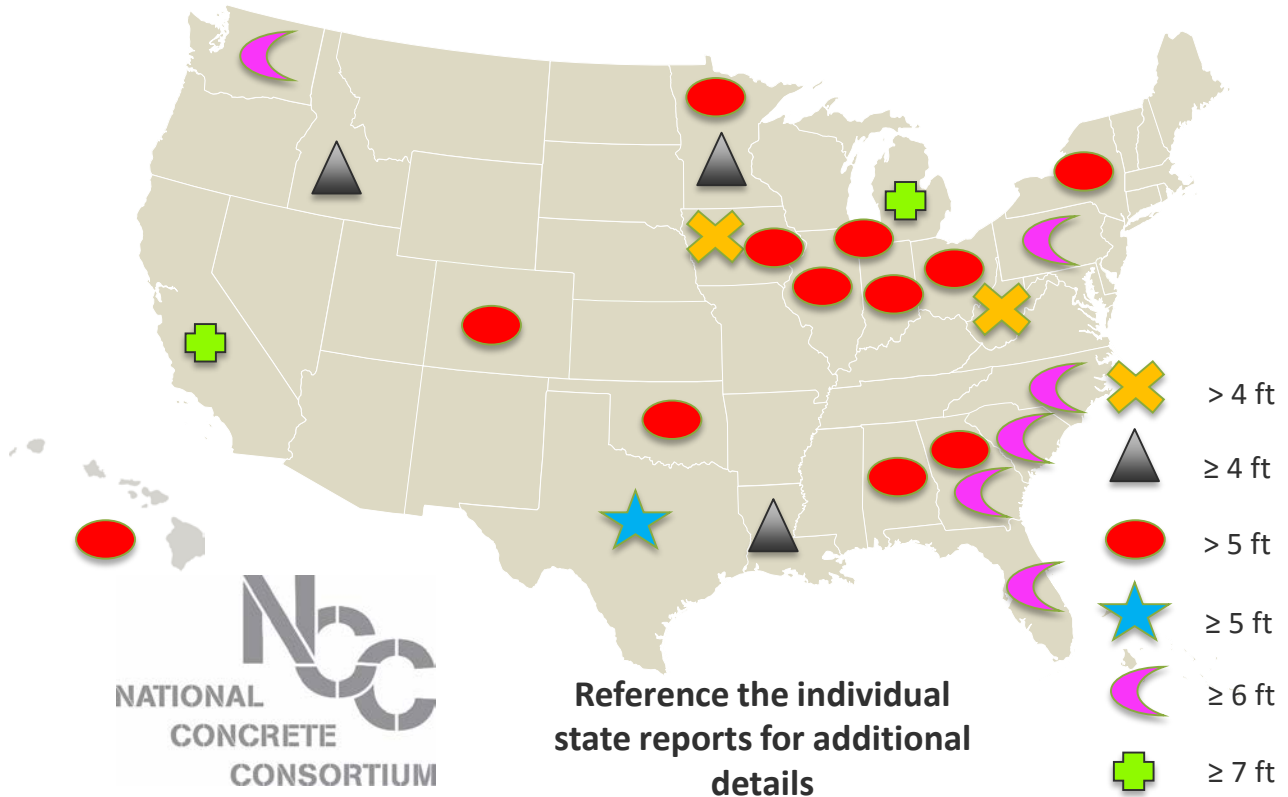 > 4 ft
≥ 4 ft
> 5 ft
≥ 5 ft
≥ 6 ft
≥ 7 ft
NCC
NATIONAL
CONCRETE
CONSORTIUM
Reference the individual
state reports for additional
details